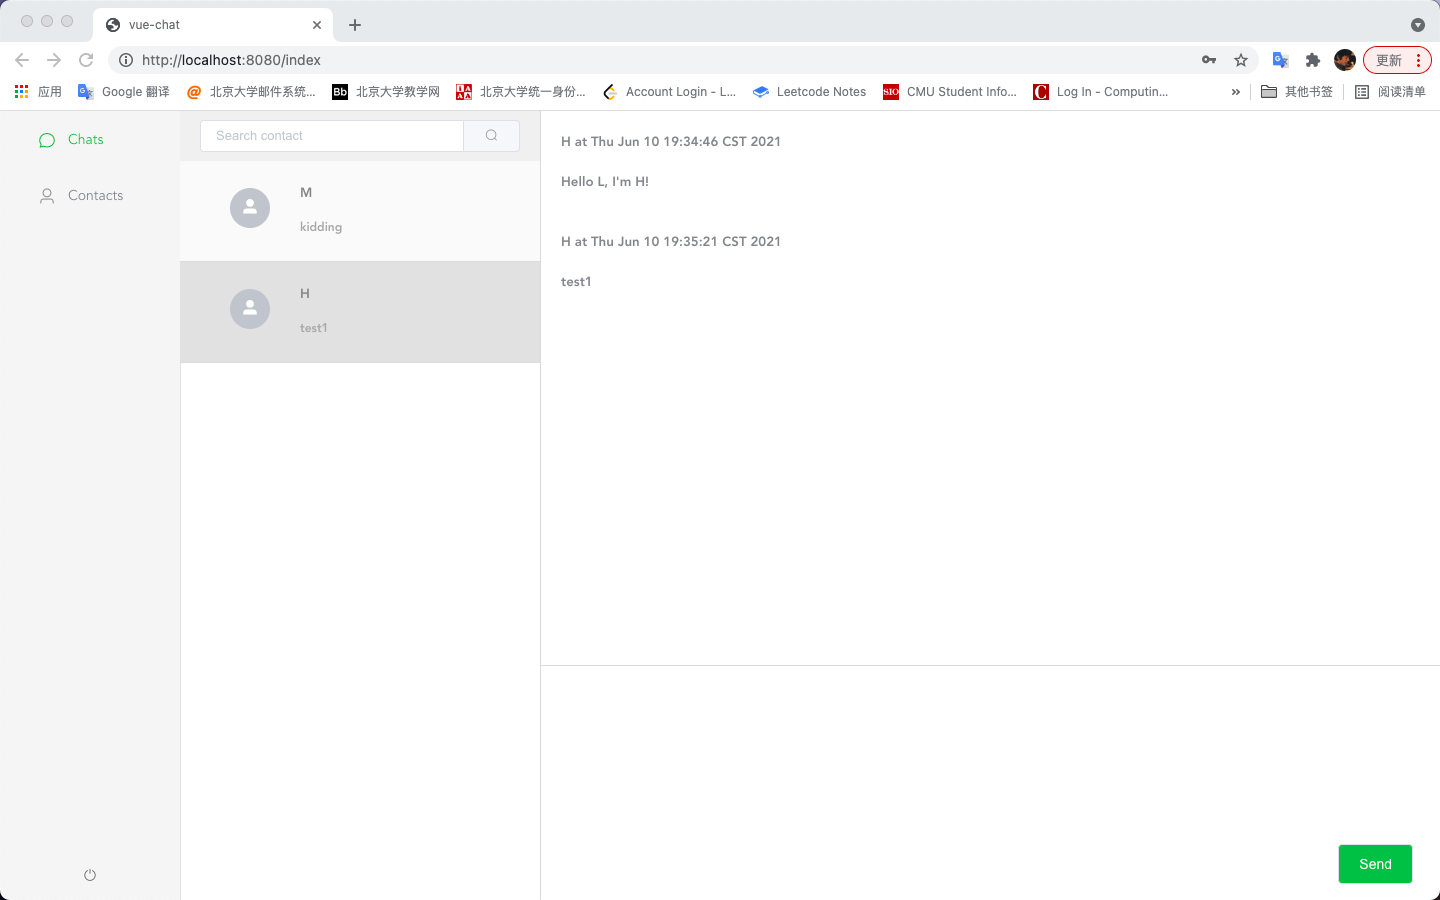 vue-chat
http://localhost:8080/index
更新
应用
Google 翻译
北京大学邮件系统...
Bb
北京大学教学网
IA
AA
北京大学统一身份...
Account Login - L...
Leetcode Notes
SIO
CMU Student Info...
C
Log In - Computin...
»
其他书签
阅读清单
Chats
Contacts
Search contact
M
kidding
H
test1
H at Thu Jun 10 19:34:46 CST 2021
Hello L, I'm H!
H at Thu Jun 10 19:35:21 CST 2021
test1
Send